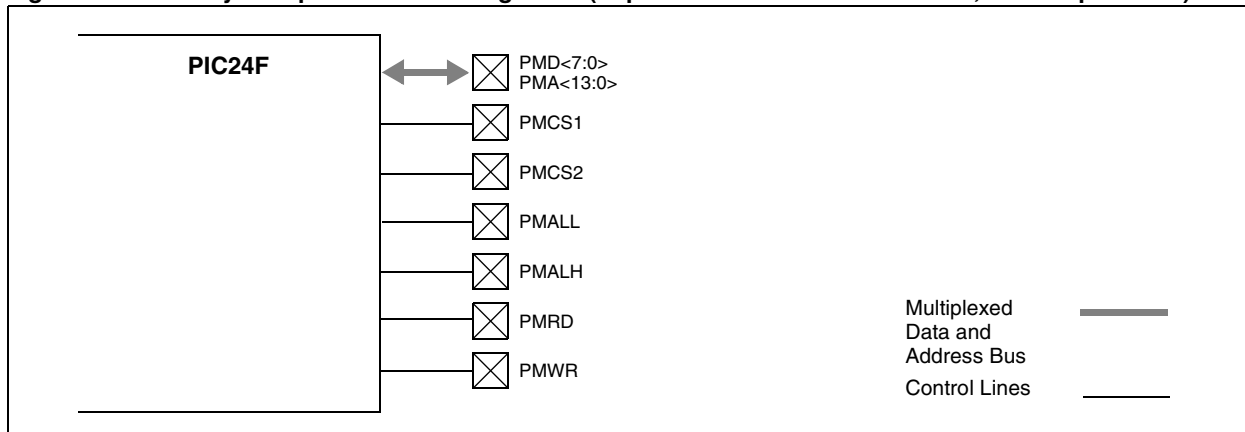 PIC24F
PMD<7:0>
PMA<13:0>
PMCS1
PMCS2
PMALL
PMALH
PMRD
PMWR
Multiplexed
Data and
Address Bus
Control Lines